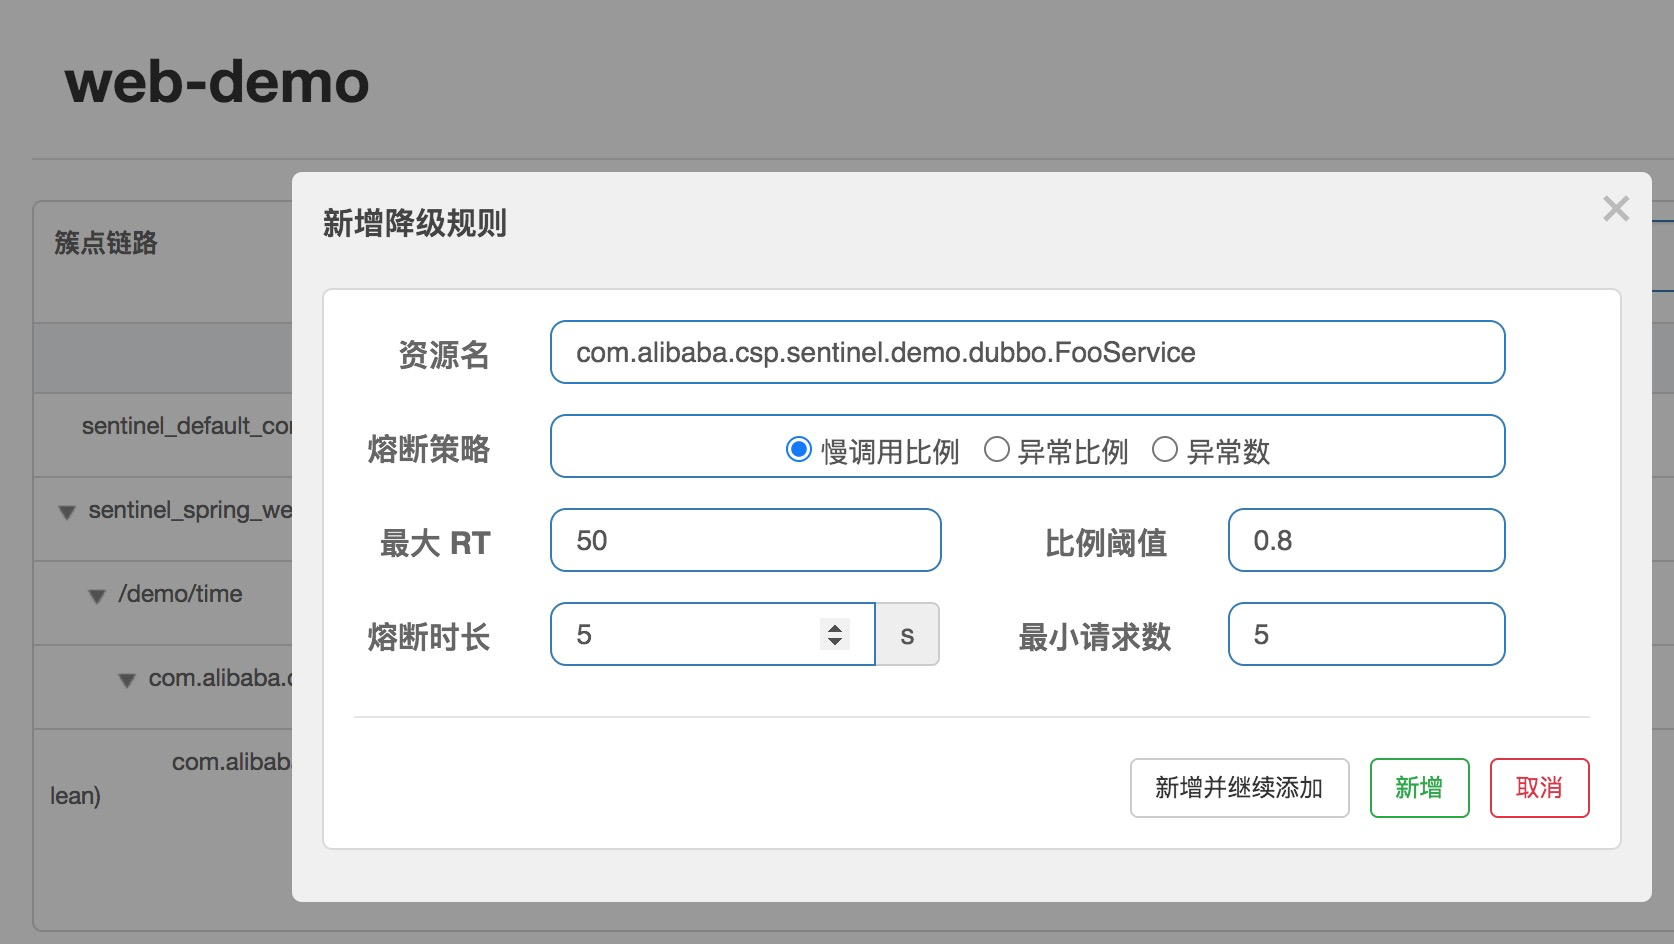 web-demo
簇点链路
sentinel_default_con
sentinel_spring_we
/demo/time
com.alibaba.c
com.alibaba
lean)
新增降级规则
资源名 com.alibaba.csp.sentinel.demo.dubbo.FooService
熔断策略 慢调用比例 异常比例 异常数
最大 RT 50 比例阈值 0.8
熔断时长 5 s 最小请求数 5
新增并继续添加 新增 取消